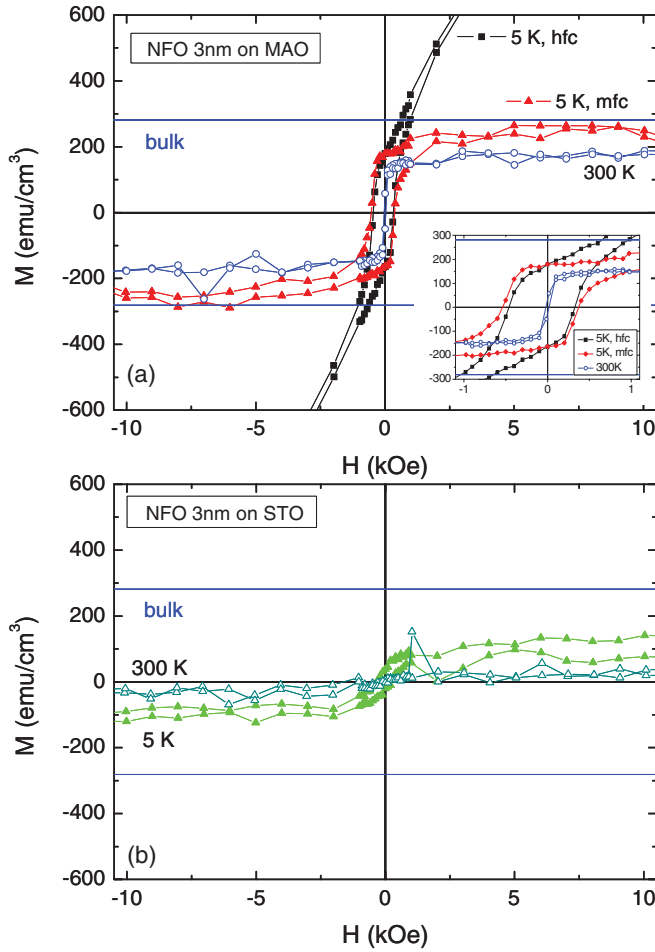 600
NFO 3nm on MAO
5 K, hfc
400
5 K, mfc
200
bulk
300 K
0
M (emu/cm³)
-200
-400
-600
(a)
300
200
100
0
-100
-200
-300
5K, hfc
5K, mfc
300K
-1 0 1
-10 -5 0 5 10
H (kOe)
600
NFO 3nm on STO
400
200
bulk
300 K
0
5 K
M (emu/cm³)
-200
-400
-600
(b)
-10 -5 0 5 10
H (kOe)